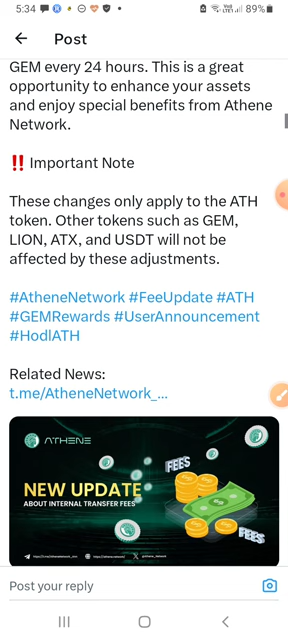 5:34
89%
Post
GEM every 24 hours. This is a great
opportunity to enhance your assets
and enjoy special benefits from Athene
Network.
‼️ Important Note
These changes only apply to the ATH
token. Other tokens such as GEM,
LION, ATX, and USDT will not be
affected by these adjustments.
#AtheneNetwork #FeeUpdate #ATH
#GEMRewards #UserAnnouncement
#HodlATH
Related News:
t.me/AtheneNetwork_...
ATHENE
FEES
NEW UPDATE
ABOUT INTERNAL TRANSFER FEES
FEES
Post your reply